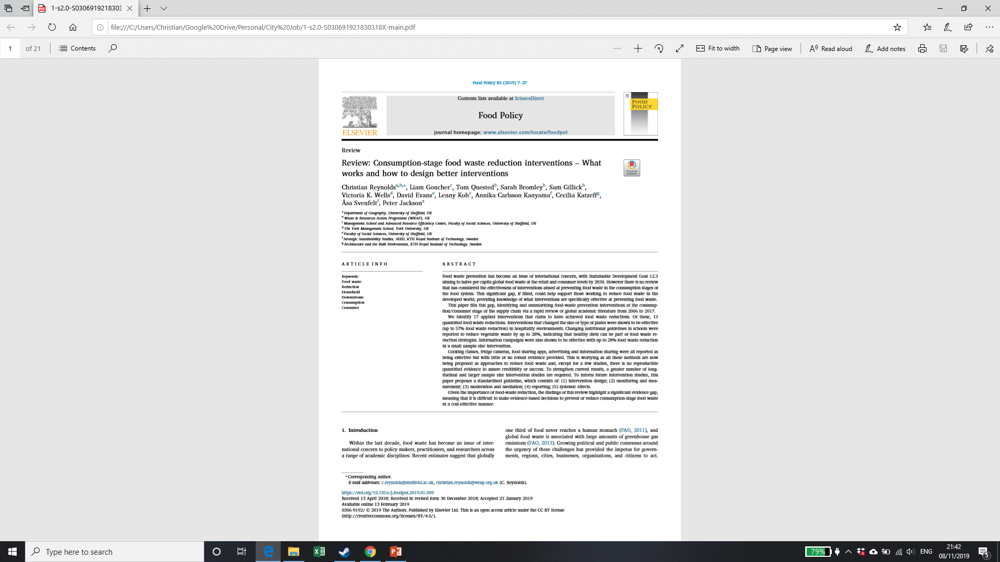 1-s2.0-S0306919218303
file:///C:/Users/Christian/Google%20Drive/Personal/City%20Job/1-s2.0-S030691921830318X-main.pdf
1 of 21 Contents Fit to width Page view Read aloud Add notes
Food Policy 83 (2019) 7–27
Contents lists available at ScienceDirect
Food Policy
journal homepage: www.elsevier.com/locate/foodpol
ELSEVIER
FOOD
POLICY
Review
Review: Consumption-stage food waste reduction interventions – What
works and how to design better interventions
Check for
updates
Christian Reynoldsa,b,⁎, Liam Goucherc, Tom Questedb, Sarah Bromleyb, Sam Gillickb,
Victoria K. Wellsd, David Evanse, Lenny Kohc, Annika Carlsson Kanyamaf, Cecilia Katzeffg,
Åsa Svenfeltf, Peter Jacksona
a Department of Geography, University of Sheffield, UK
b Waste & Resources Action Programme (WRAP), UK
c Management School and Advanced Resource Efficiency Centre, Faculty of Social Sciences, University of Sheffield, UK
d The York Management School, York University, UK
e Faculty of Social Sciences, University of Sheffield, UK
f Strategic Sustainability Studies, SEED, KTH Royal Institute of Technology, Sweden
g Architecture and the Built Environment, KTH Royal Institute of Technology, Sweden
ARTICLE INFO
Keywords:
Food waste
Reduction
Household
Downstream
Consumption
Consumer
ABSTRACT
Food waste prevention has become an issue of international concern, with Sustainable Development Goal 12.3
aiming to halve per capita global food waste at the retail and consumer levels by 2030. However there is no review
that has considered the effectiveness of interventions aimed at preventing food waste in the consumption stages of
the food system. This significant gap, if filled, could help support those working to reduce food waste in the
developed world, providing knowledge of what interventions are specifically effective at preventing food waste.
This paper fills this gap, identifying and summarizing food-waste prevention interventions at the consump-
tion/consumer stage of the supply chain via a rapid review of global academic literature from 2006 to 2017.
We identify 17 applied interventions that claim to have achieved food waste reductions. Of these, 13
quantified food waste reductions. Interventions that changed the size or type of plates were shown to be effective
(up to 57% food waste reduction) in hospitality environments. Changing nutritional guidelines in schools were
reported to reduce vegetable waste by up to 28%, indicating that healthy diets can be part of food waste re-
duction strategies. Information campaigns were also shown to be effective with up to 28% food waste reduction
in a small sample size intervention.
Cooking classes, fridge cameras, food sharing apps, advertising and information sharing were all reported as
being effective but with little or no robust evidence provided. This is worrying as all these methods are now
being proposed as approaches to reduce food waste and, except for a few studies, there is no reproducible
quantified evidence to assure credibility or success. To strengthen current results, a greater number of long-
itudinal and larger sample size intervention studies are required. To inform future intervention studies, this
paper proposes a standardised guideline, which consists of: (1) intervention design; (2) monitoring and mea-
surement; (3) moderation and mediation; (4) reporting; (5) systemic effects.
Given the importance of food-waste reduction, the findings of this review highlight a significant evidence gap,
meaning that it is difficult to make evidence-based decisions to prevent or reduce consumption-stage food waste
in a cost-effective manner.
1. Introduction
Within the last decade, food waste has become an issue of inter-
national concern to policy makers, practitioners, and researchers across
a range of academic disciplines. Recent estimates suggest that globally
one third of food never reaches a human stomach (FAO, 2011), and
global food waste is associated with large amounts of greenhouse gas
emissions (FAO, 2013). Growing political and public consensus around
the urgency of these challenges has provided the impetus for govern-
ments, regions, cities, businesses, organisations, and citizens to act.
⁎ Corresponding author.
E-mail addresses: c.reynolds@sheffield.ac.uk, christian.reynolds@wrap.org.uk (C. Reynolds).
https://doi.org/10.1016/j.foodpol.2019.01.009
Received 13 April 2018; Received in revised form 30 December 2018; Accepted 23 January 2019
Available online 13 February 2019
0306-9192/ © 2019 The Authors. Published by Elsevier Ltd. This is an open access article under the CC BY license
(http://creativecommons.org/licenses/BY/4.0/).
Type here to search
79%
ENG
21:42
08/11/2019
5